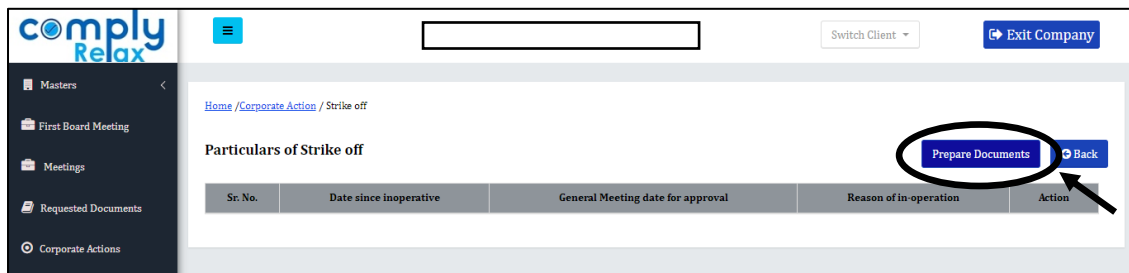 comply
Relax
Switch Client
Exit Company
Masters
First Board Meeting
Meetings
Requested Documents
Corporate Actions
Home /Corporate Action / Strike off
Particulars of Strike off
Prepare Documents
Back
Sr. No. Date since inoperative General Meeting date for approval Reason of in-operation Action